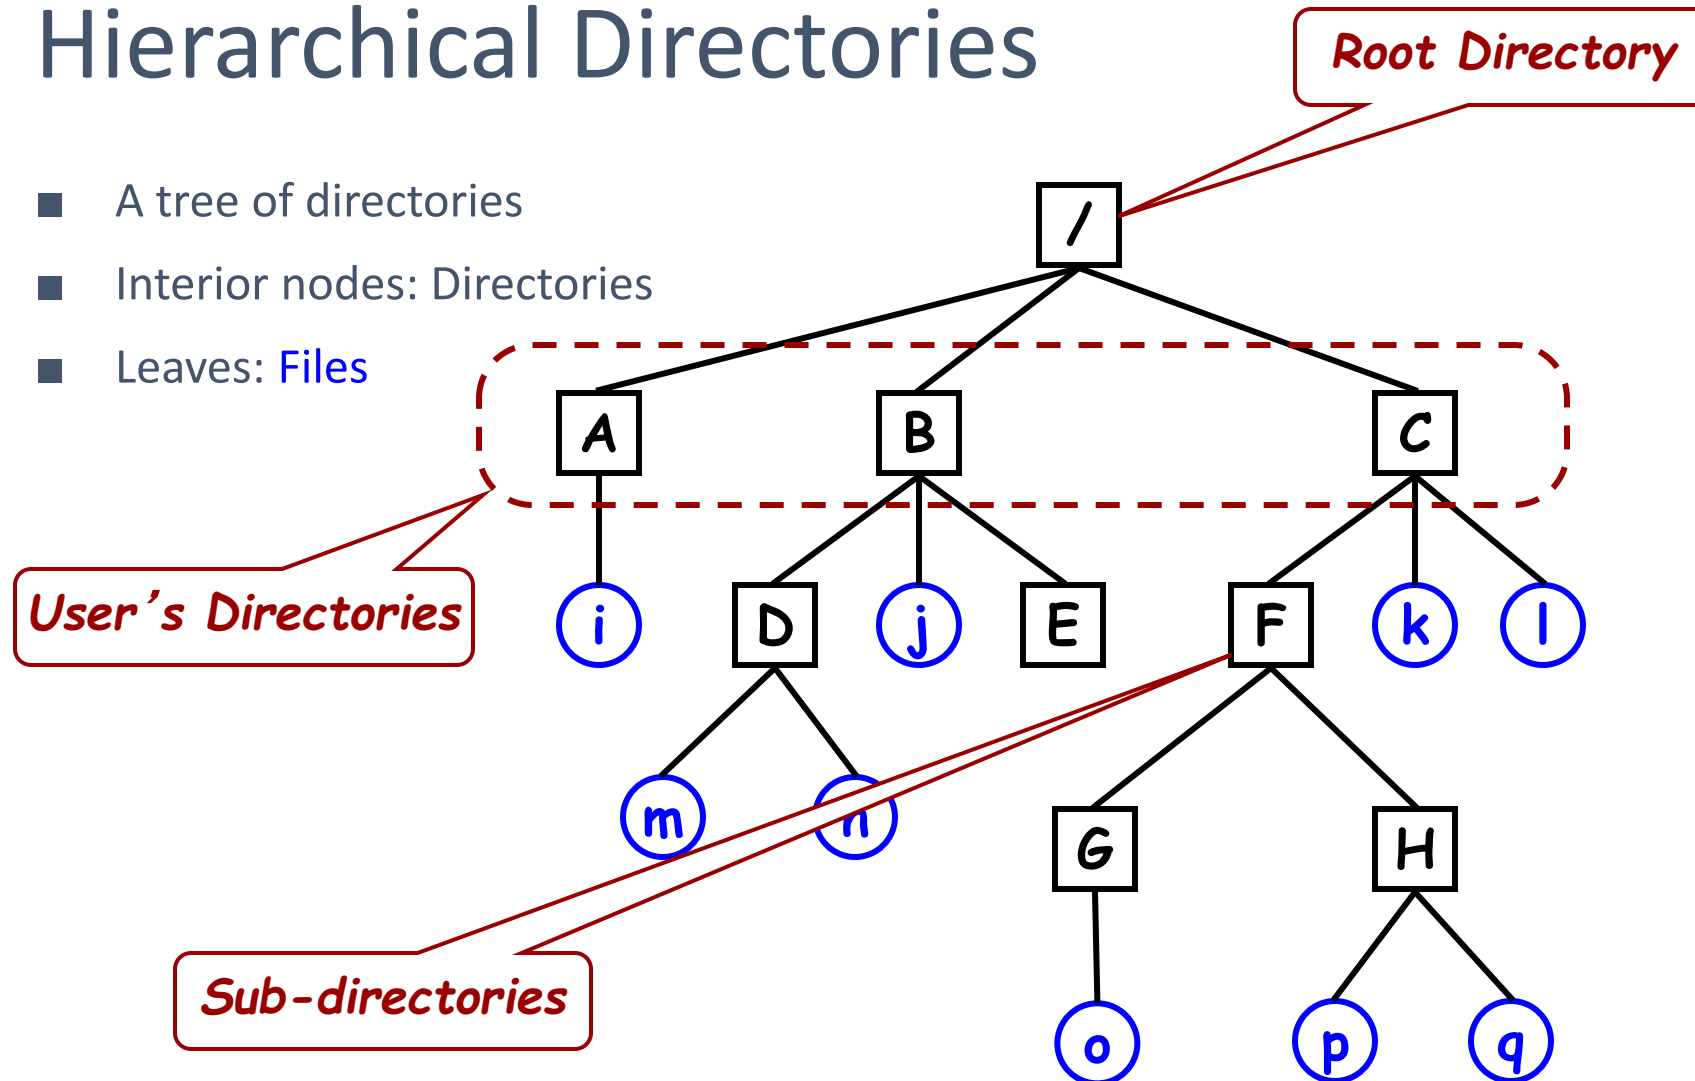 Hierarchical Directories
Root Directory
■ A tree of directories
■ Interior nodes: Directories
■ Leaves: Files
/
A B C
User's Directories
i D j E F k l
m n G H
Sub-directories
o p q